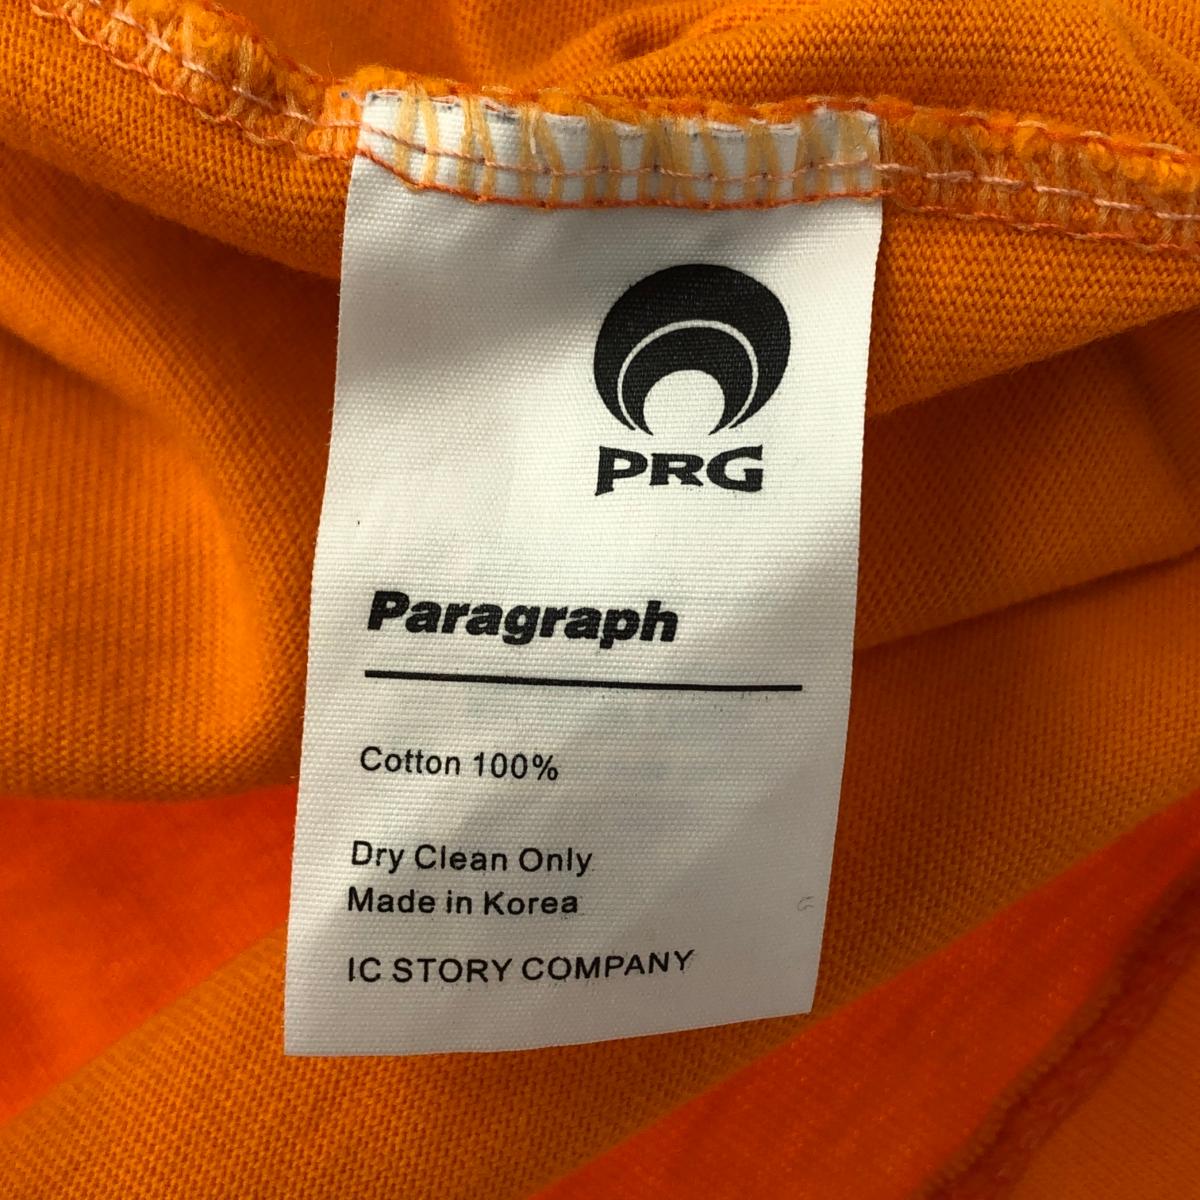 PRG
Paragraph
Cotton 100%
Dry Clean Only
Made in Korea
IC STORY COMPANY